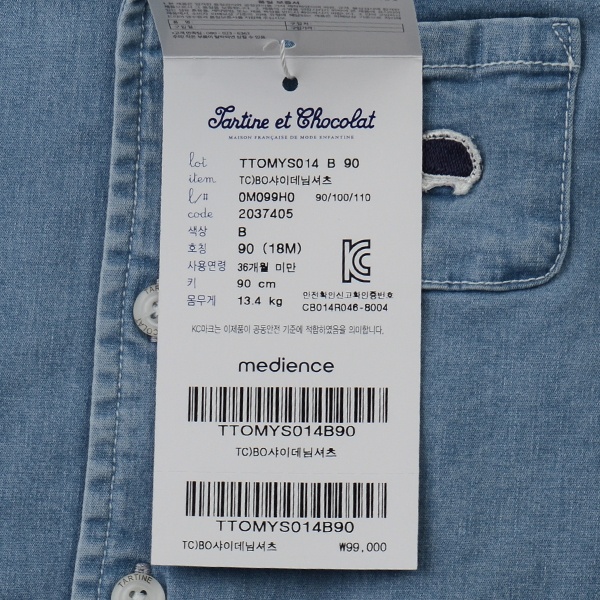 Tartine et Chocolat
MAISON FRANÇAISE DE MODE ENFANTINE
lot TTOMYS014 B 90
item TC)BO샤이데님셔츠
l/# 0M099H0 90/100/110
code 2037405
색상 B
호칭 90 (18M)
사용연령 36개월 미만
키 90 cm
몸무게 13.4 kg
안전확인신고확인증번호
CB014R046-8004
KC마크는 이제품이 공통안전 기준에 적합하였음을 의미합니다.
medience
TTOMYS014B90
TC)BO샤이데님셔츠
TTOMYS014B90
TC)BO샤이데님셔츠 ₩99,000
TARTINE